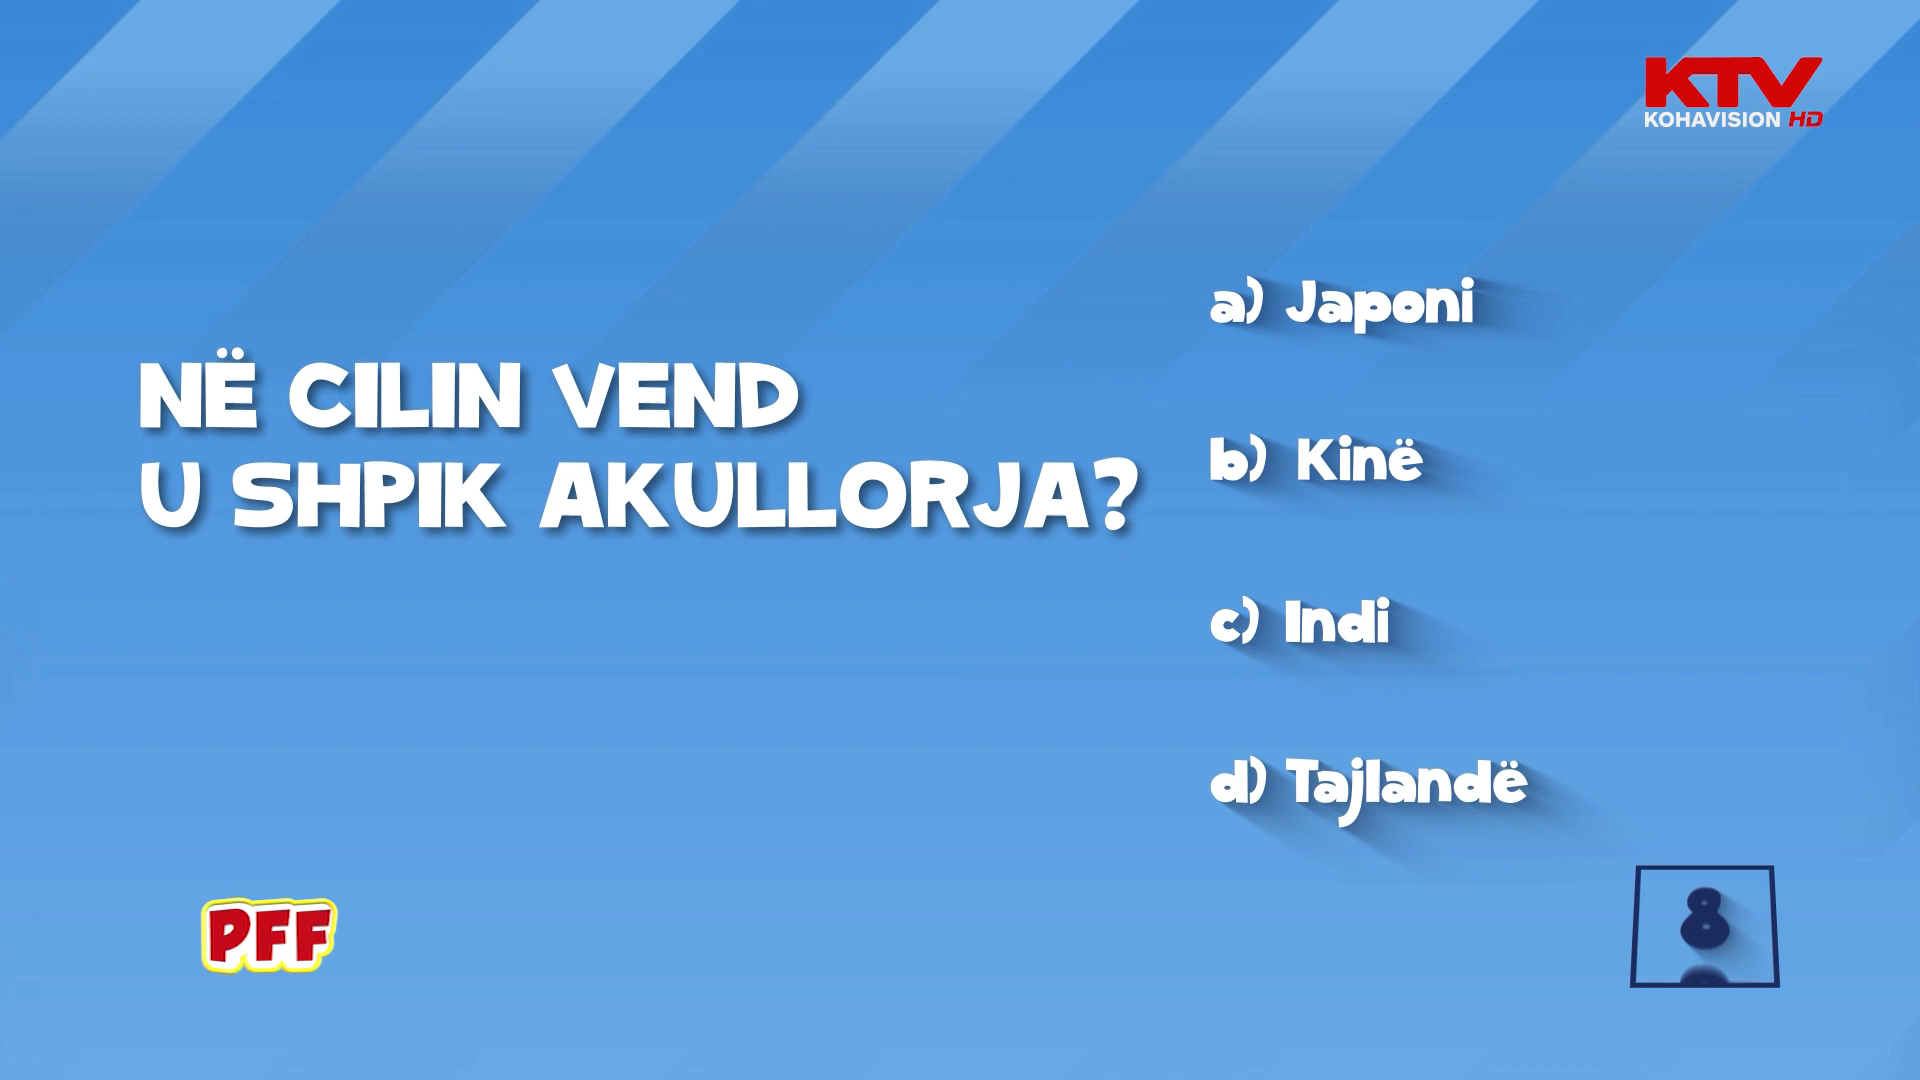 KTV
KOHAVISION HD
NË CILIN VEND
U SHPIK AKULLORJA?
a) Japoni
b) Kinë
c) Indi
d) Tajlandë
PFF
8